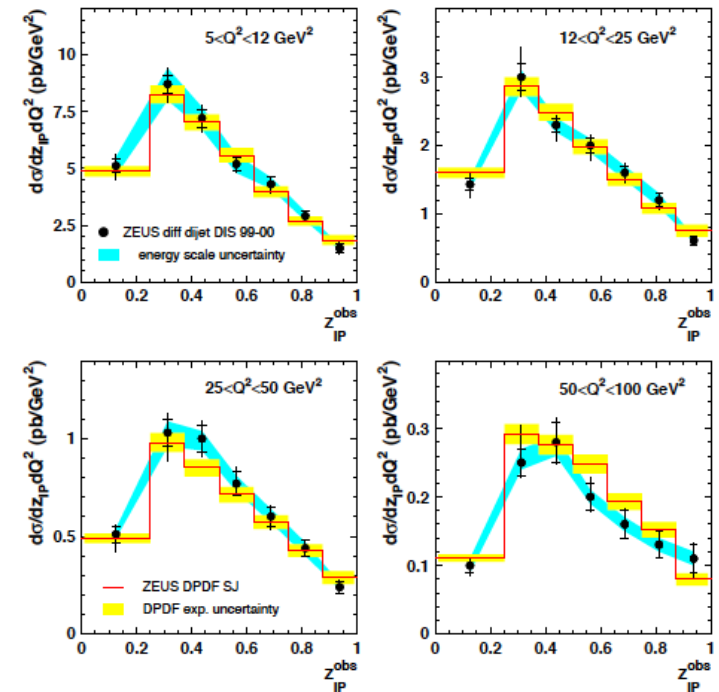 5<Q² <12 GeV²
dσ/dz_IP dQ² (pb/GeV²)
10
7.5
5
2.5
0
ZEUS diff dijet DIS 99-00
energy scale uncertainty
0 0.2 0.4 0.6 0.8 1
z_IP^obs
12<Q² <25 GeV²
dσ/dz_IP dQ² (pb/GeV²)
3
2
1
0
0 0.2 0.4 0.6 0.8 1
z_IP^obs
25<Q² <50 GeV²
dσ/dz_IP dQ² (pb/GeV²)
1
0.5
0
ZEUS DPDF SJ
DPDF exp. uncertainty
0 0.2 0.4 0.6 0.8 1
z_IP^obs
50<Q² <100 GeV²
dσ/dz_IP dQ² (pb/GeV²)
0.3
0.2
0.1
0
0 0.2 0.4 0.6 0.8 1
z_IP^obs